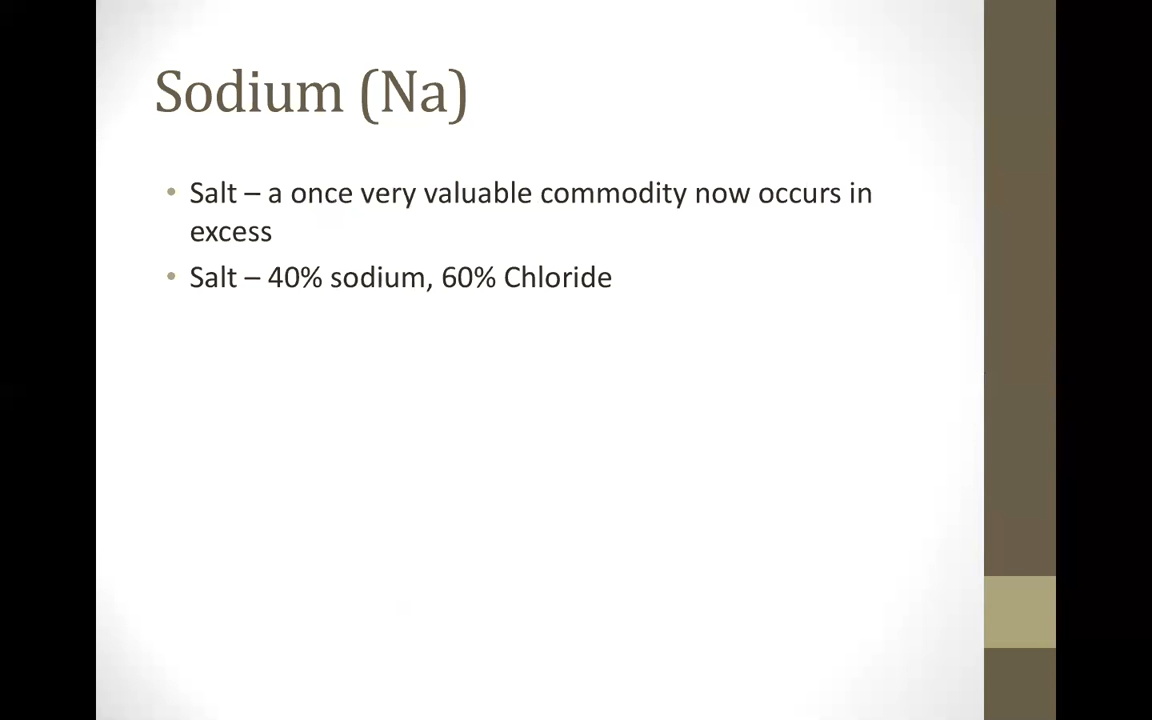 Sodium (Na)
• Salt – a once very valuable commodity now occurs in
excess
• Salt – 40% sodium, 60% Chloride